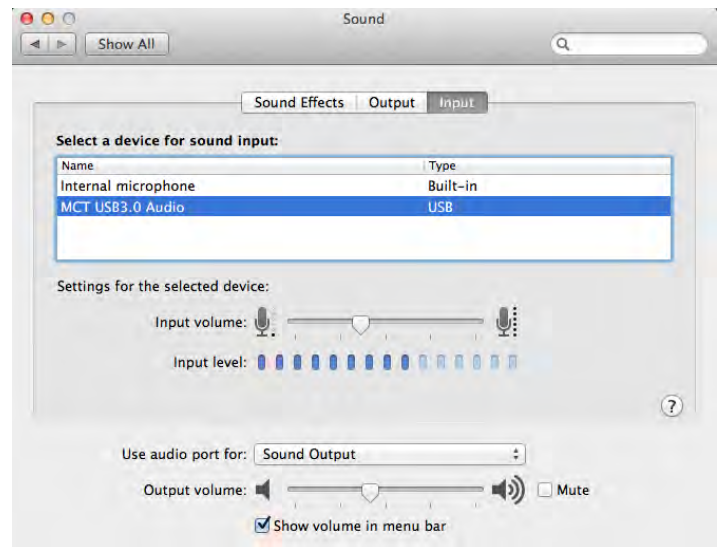 Sound
Show All
Sound Effects Output Input
Select a device for sound input:
Name Type
Internal microphone Built-in
MCT USB3.0 Audio USB
Settings for the selected device:
Input volume:
Input level:
?
Use audio port for: Sound Output
Output volume: Mute
Show volume in menu bar